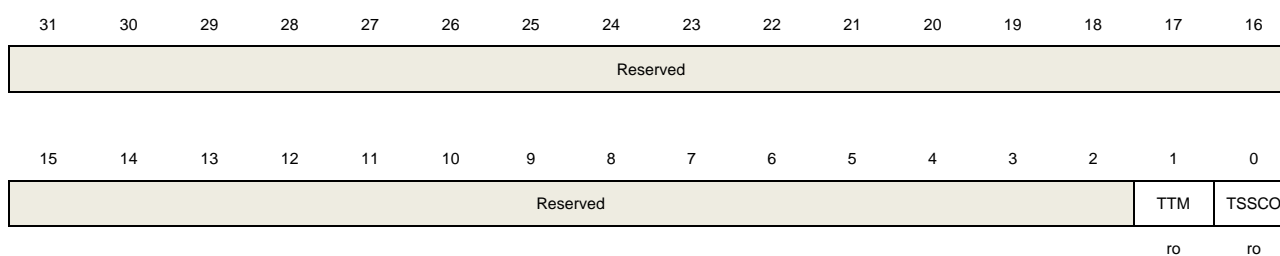 31 30 29 28 27 26 25 24 23 22 21 20 19 18 17 16
Reserved
15 14 13 12 11 10 9 8 7 6 5 4 3 2 1 0
Reserved TTM TSSCO
ro ro